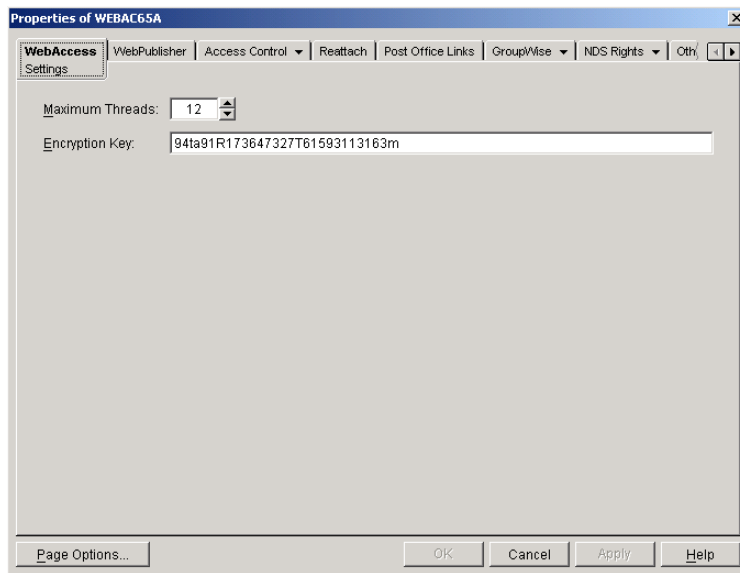 Properties of WEBAC65A
WebAccess WebPublisher Access Control Reattach Post Office Links GroupWise NDS Rights Oth
Settings
Maximum Threads: 12
Encryption Key: 94ta91R173647327T61593113163m
Page Options... OK Cancel Apply Help